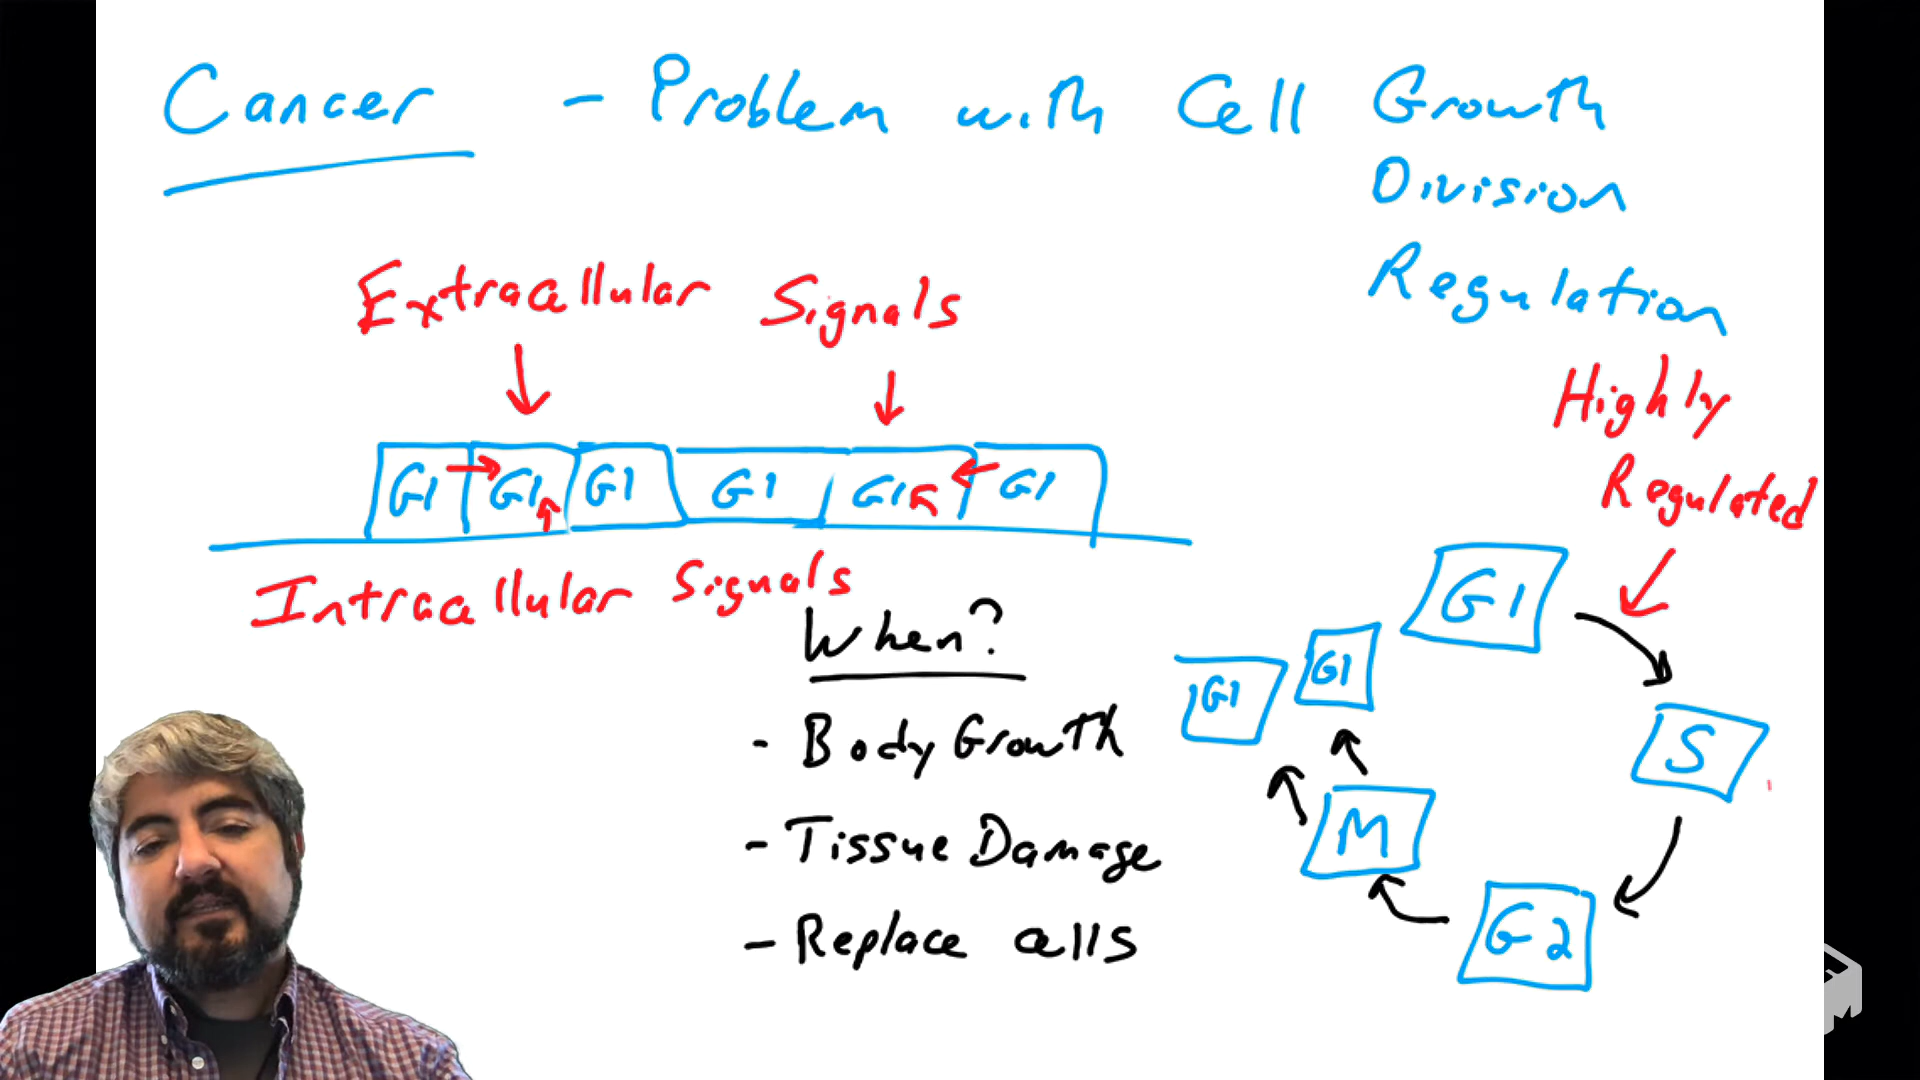 Cancer - Problem with Cell Growth
Division
Regulation
Extracellular Signals
Highly
Regulated
G1 G1 G1 G1 G1 G1
Intracellular Signals
When?
- Body Growth
- Tissue Damage
- Replace cells
G1
S
G2
M
G1
G1